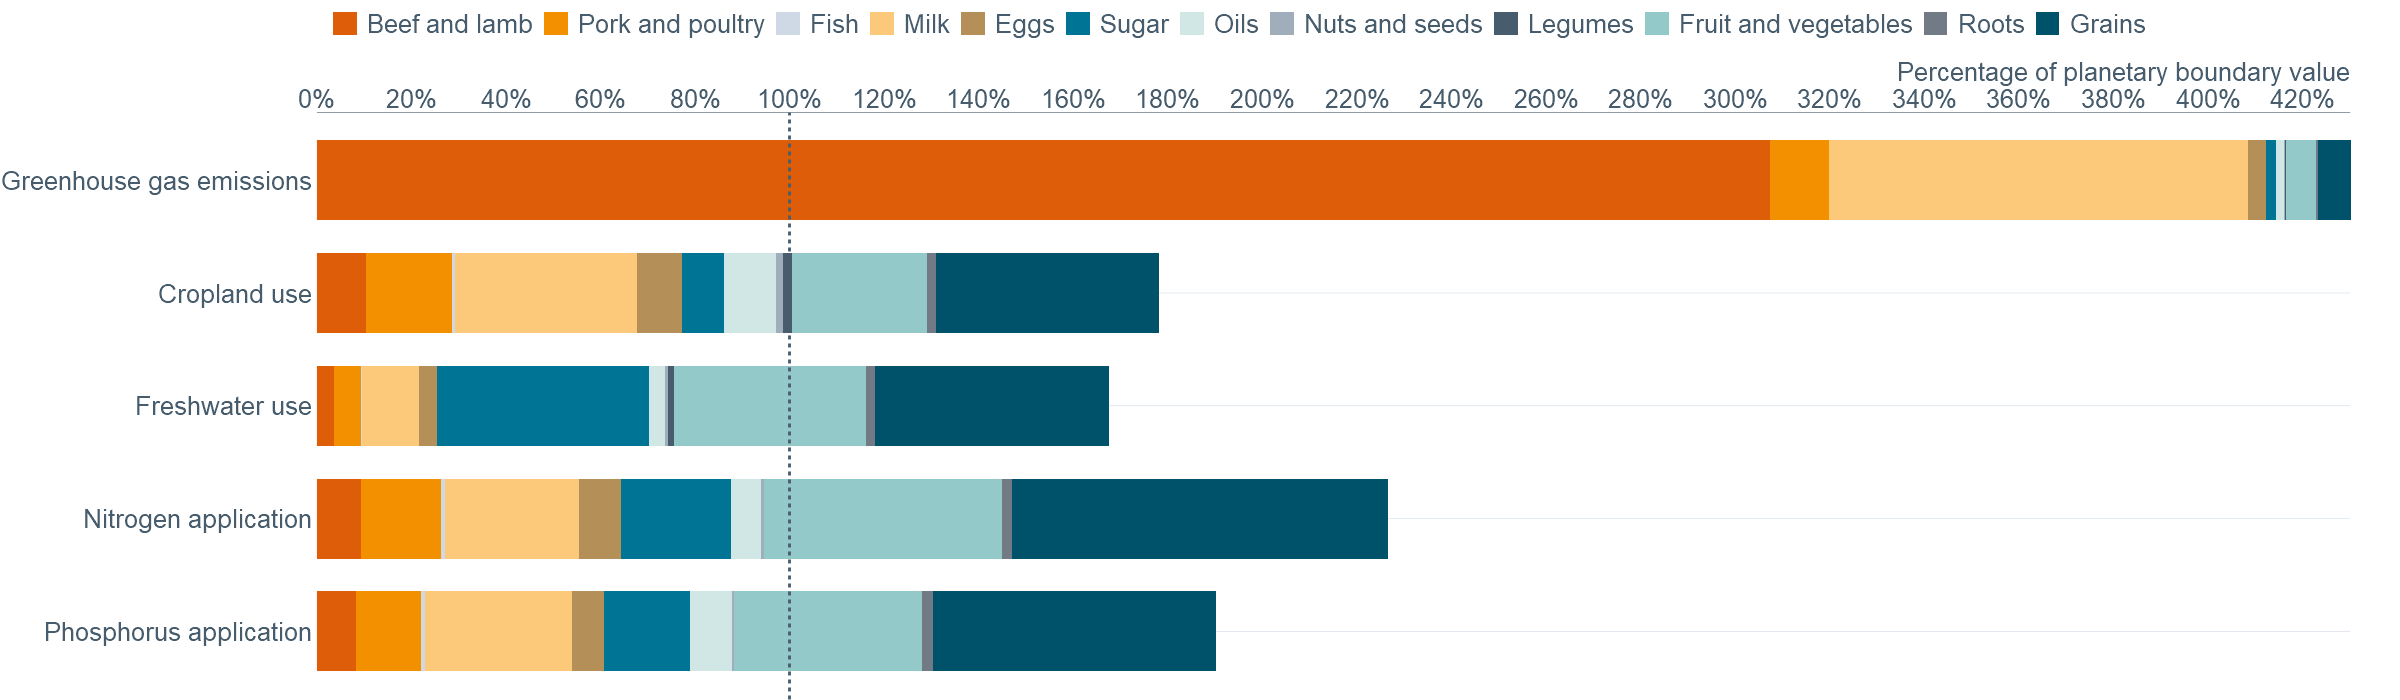 Beef and lamb Pork and poultry Fish Milk Eggs Sugar Oils Nuts and seeds Legumes Fruit and vegetables Roots Grains
Percentage of planetary boundary value
0% 20% 40% 60% 80% 100% 120% 140% 160% 180% 200% 220% 240% 260% 280% 300% 320% 340% 360% 380% 400% 420%
Greenhouse gas emissions
Cropland use
Freshwater use
Nitrogen application
Phosphorus application